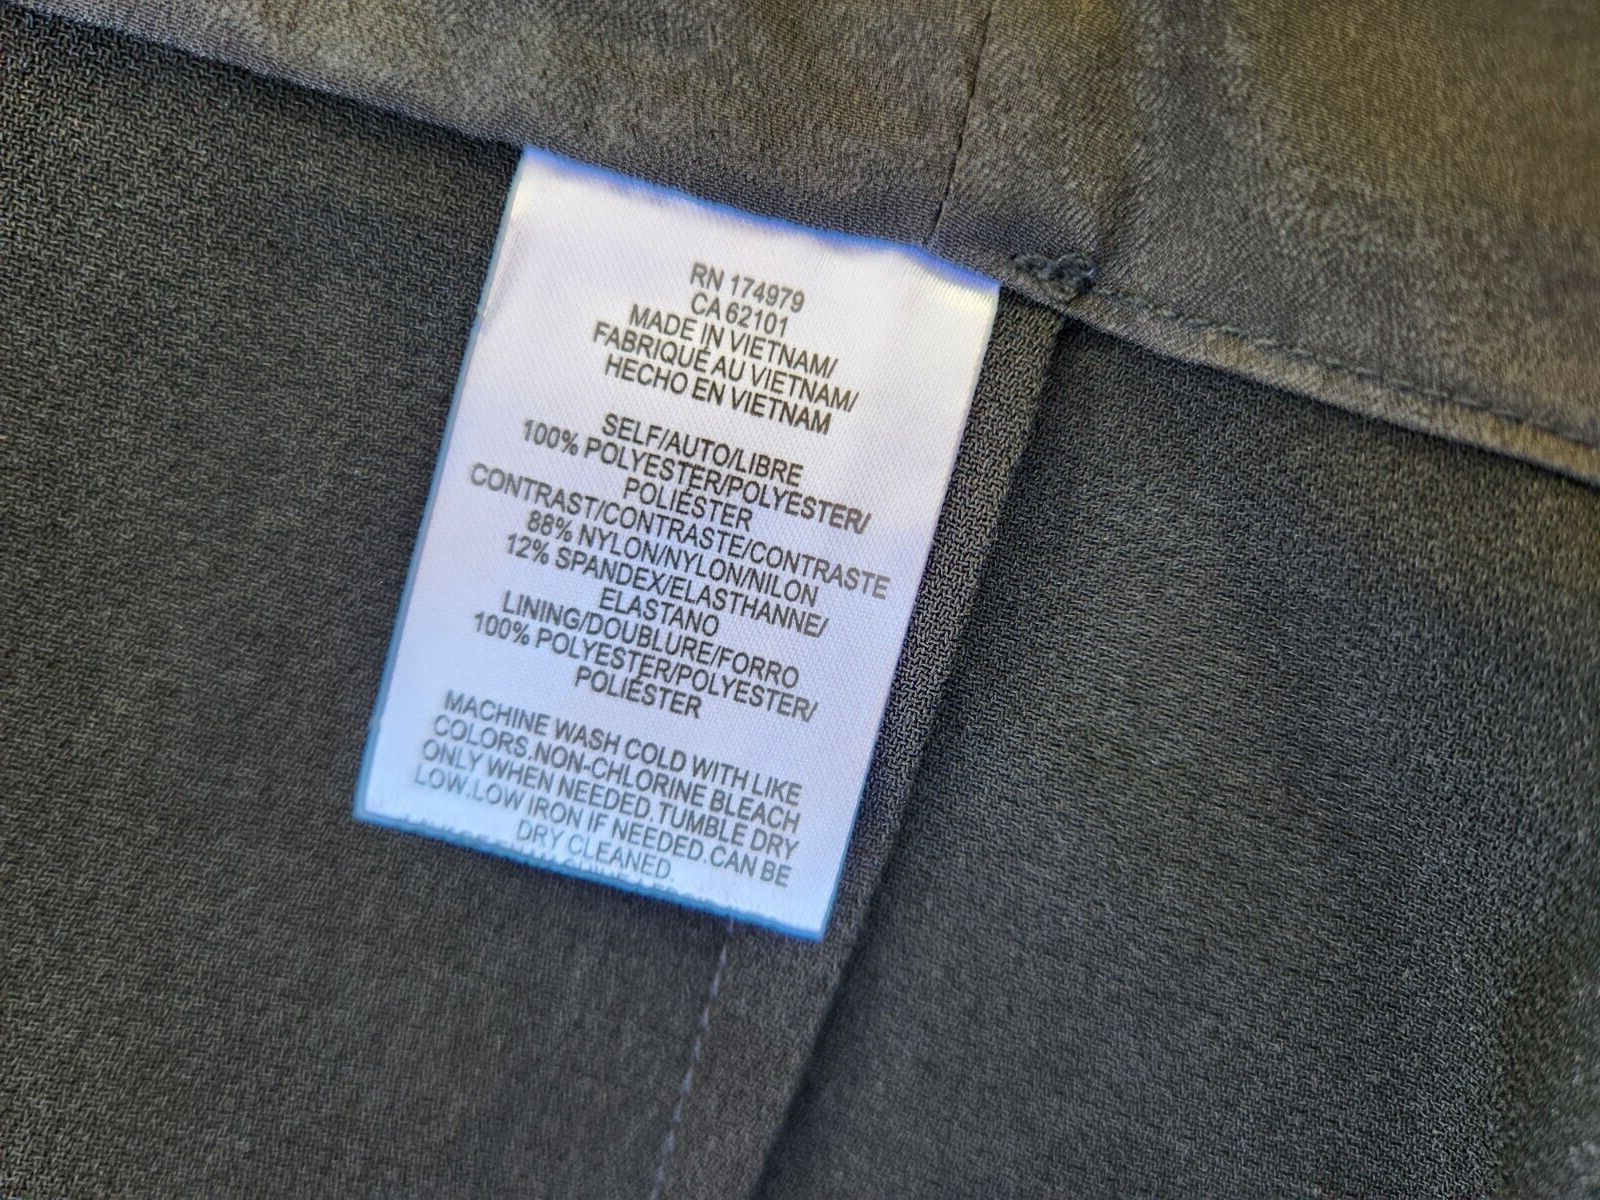 RN 174979
CA 62101
MADE IN VIETNAM/
FABRIQUÉ AU VIETNAM/
HECHO EN VIETNAM
SELF/AUTO/LIBRE
100% POLYESTER/POLYESTER/
POLIÉSTER
CONTRAST/CONTRASTE/CONTRASTE
88% NYLON/NYLON/NILON
12% SPANDEX/ELASTHANNE/
ELASTANO
LINING/DOUBLURE/FORRO
100% POLYESTER/POLYESTER/
POLIÉSTER
MACHINE WASH COLD WITH LIKE
COLORS.NON-CHLORINE BLEACH
ONLY WHEN NEEDED.TUMBLE DRY
LOW.LOW IRON IF NEEDED.CAN BE
DRY CLEANED.